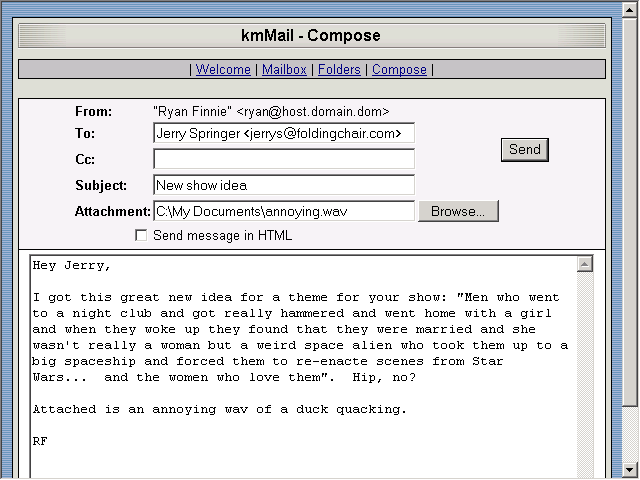 kmMail - Compose
| Welcome | Mailbox | Folders | Compose |
From: "Ryan Finnie" <ryan@host.domain.dom>
To: Jerry Springer <jerrys@foldingchair.com>
Send
Cc:
Subject: New show idea
Attachment: C:\My Documents\annoying.wav Browse...
Send message in HTML
Hey Jerry,
I got this great new idea for a theme for your show: "Men who went
to a night club and got really hammered and went home with a girl
and when they woke up they found that they were married and she
wasn't really a woman but a weird space alien who took them up to a
big spaceship and forced them to re-enacte scenes from Star
Wars...  and the women who love them".  Hip, no?
Attached is an annoying wav of a duck quacking.
RF